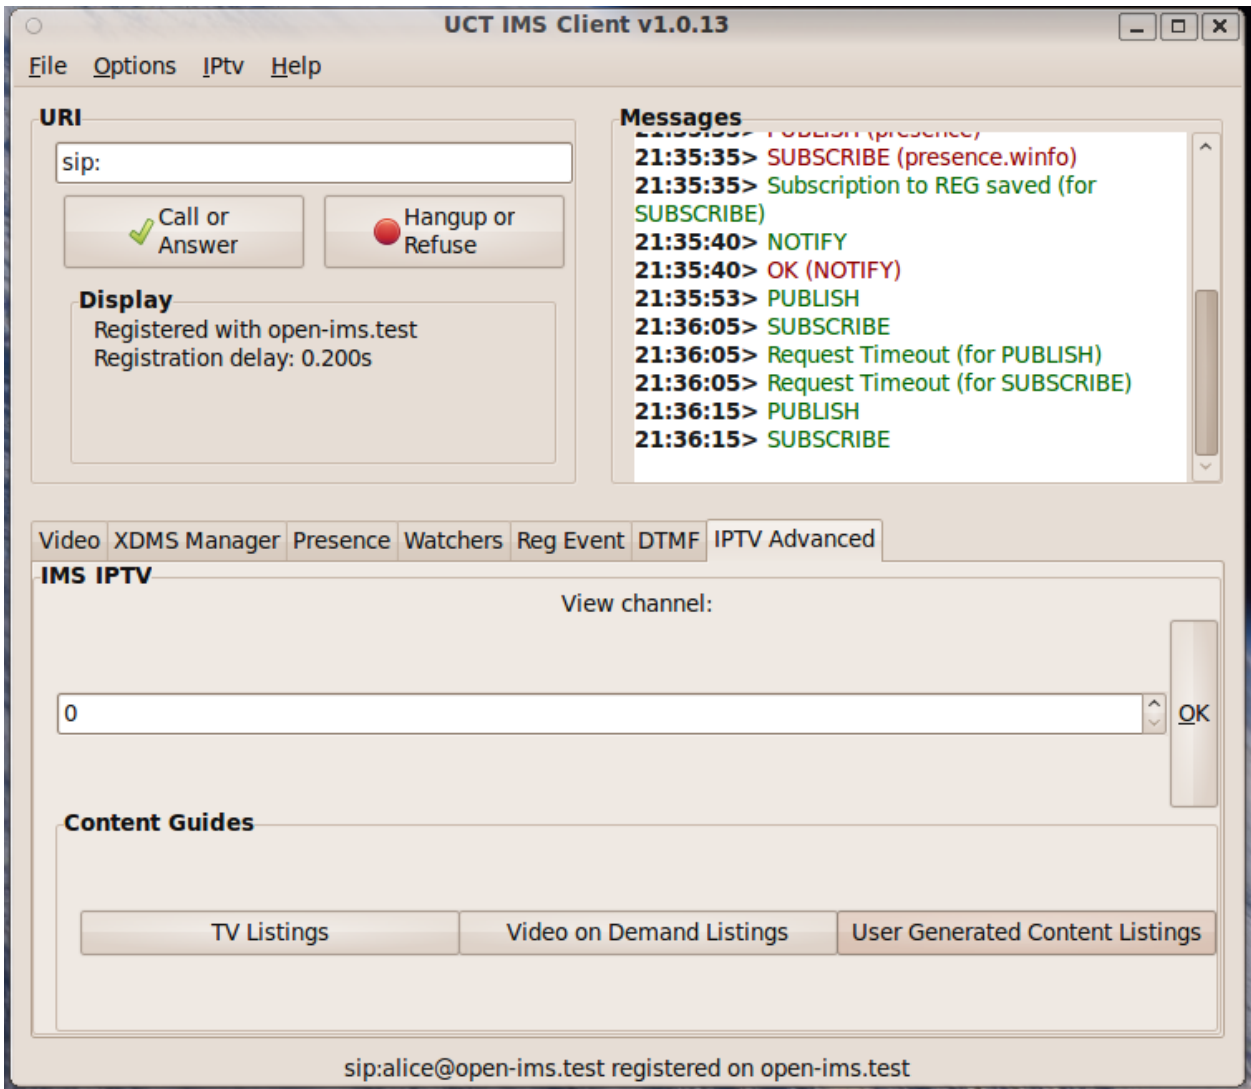 UCT IMS Client v1.0.13
File Options IPtv Help
URI
sip:
Call or
Answer
Hangup or
Refuse
Display
Registered with open-ims.test
Registration delay: 0.200s
Messages
21:35:35> PUBLISH (presence)
21:35:35> SUBSCRIBE (presence.winfo)
21:35:35> Subscription to REG saved (for
SUBSCRIBE)
21:35:40> NOTIFY
21:35:40> OK (NOTIFY)
21:35:53> PUBLISH
21:36:05> SUBSCRIBE
21:36:05> Request Timeout (for PUBLISH)
21:36:05> Request Timeout (for SUBSCRIBE)
21:36:15> PUBLISH
21:36:15> SUBSCRIBE
Video XDMS Manager Presence Watchers Reg Event DTMF IPTV Advanced
IMS IPTV
View channel:
0
OK
Content Guides
TV Listings Video on Demand Listings User Generated Content Listings
sip:alice@open-ims.test registered on open-ims.test